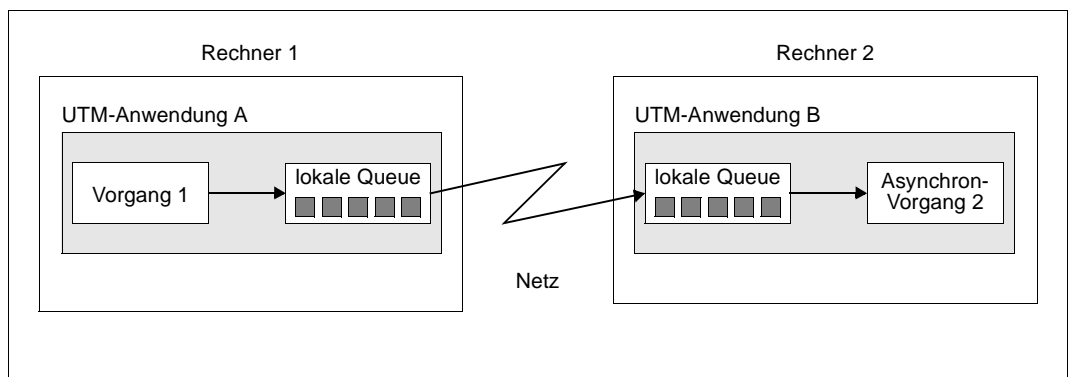 Rechner 1
Rechner 2
UTM-Anwendung A
UTM-Anwendung B
Vorgang 1
lokale Queue
lokale Queue
Asynchron-
Vorgang 2
Netz